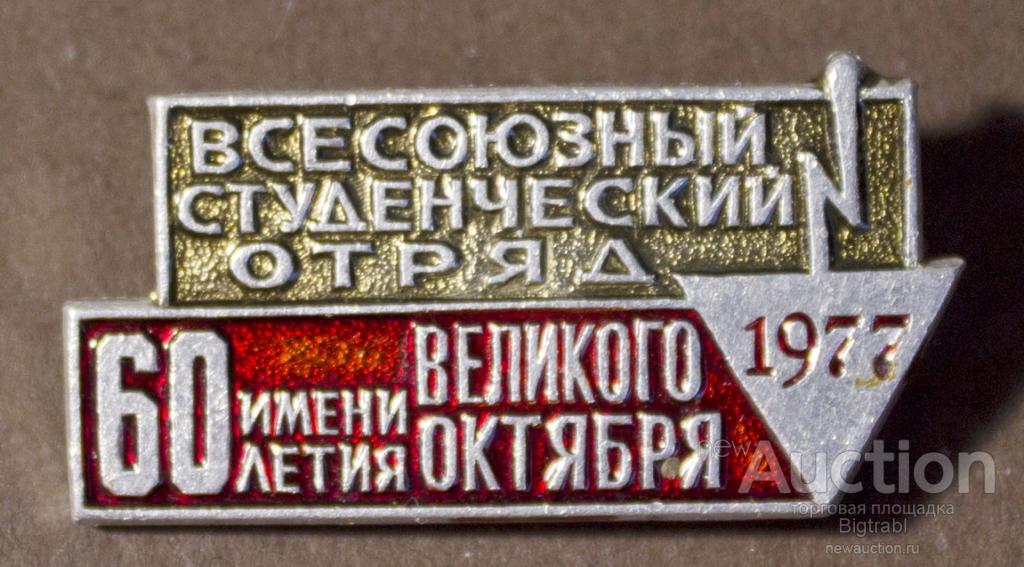 ВСЕСОЮЗНЫЙ
СТУДЕНЧЕСКИЙ
ОТРЯД
1977
60 ИМЕНИ ВЕЛИКОГО
ЛЕТИЯ ОКТЯБРЯ
newAuction
торговая площадка
Bigtrabl
newauction.ru